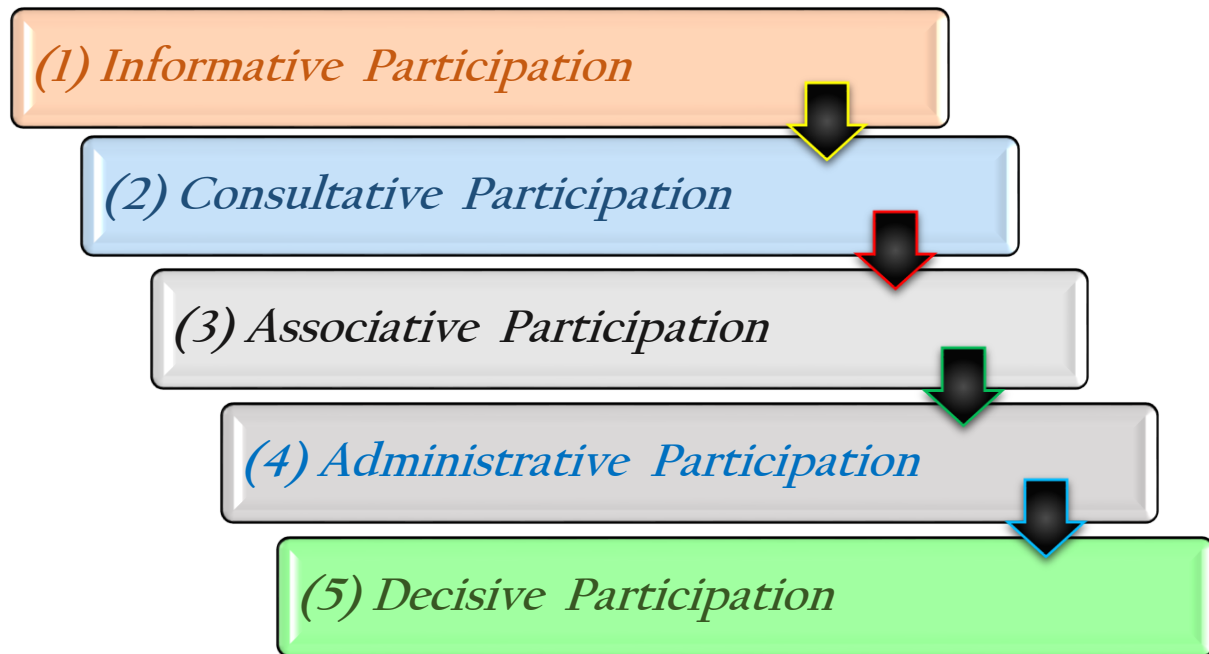 (1) Informative Participation
(2) Consultative Participation
(3) Associative Participation
(4) Administrative Participation
(5) Decisive Participation